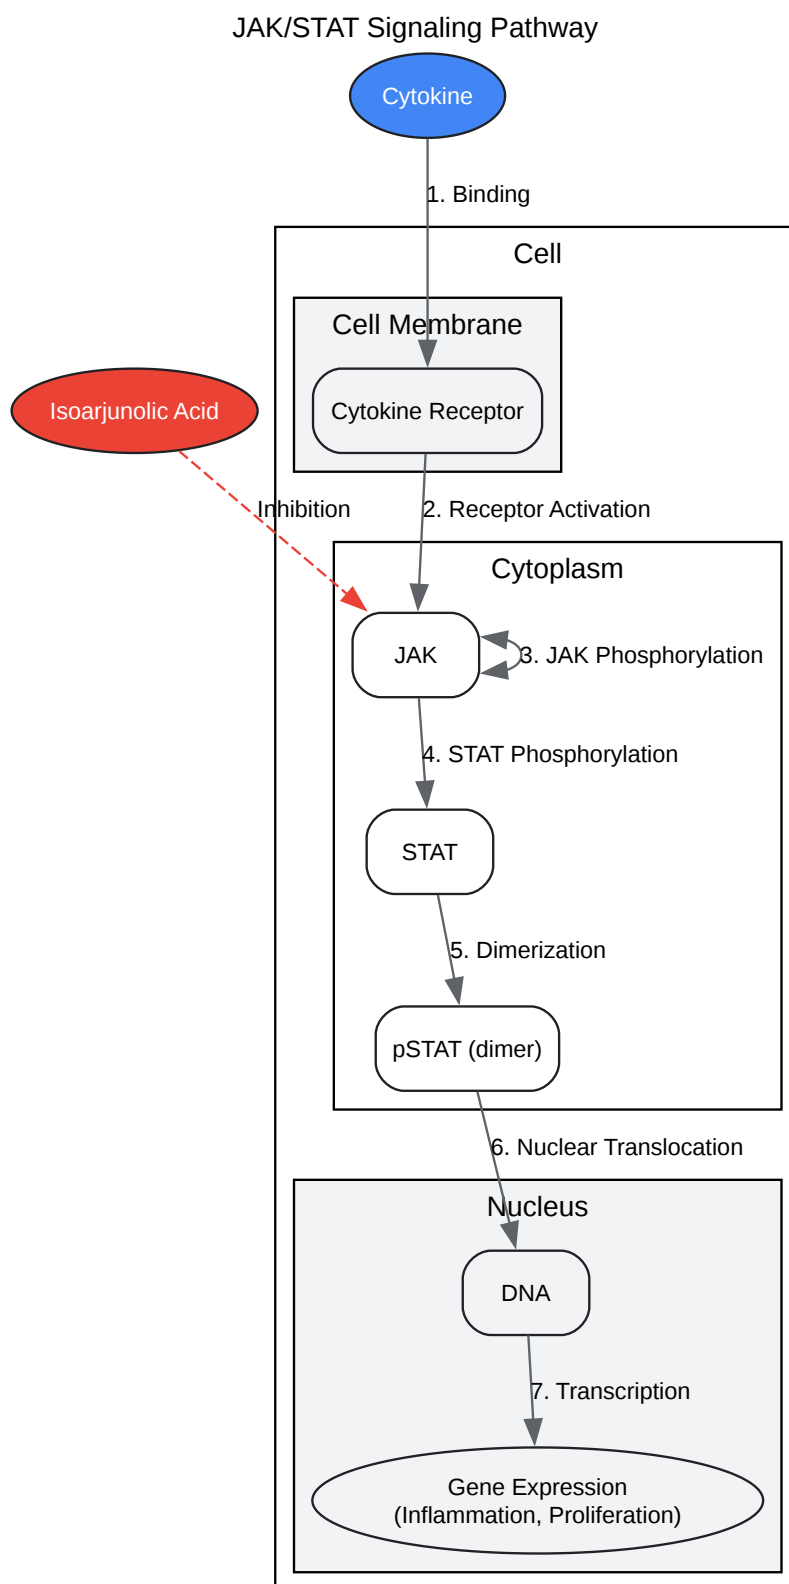 JAK/STAT Signaling Pathway
Cytokine
1. Binding
Cell
Cell Membrane
Cytokine Receptor
Isoarjunolic Acid
Inhibition
2. Receptor Activation
Cytoplasm
JAK
3. JAK Phosphorylation
4. STAT Phosphorylation
STAT
5. Dimerization
pSTAT (dimer)
6. Nuclear Translocation
Nucleus
DNA
7. Transcription
Gene Expression
(Inflammation, Proliferation)